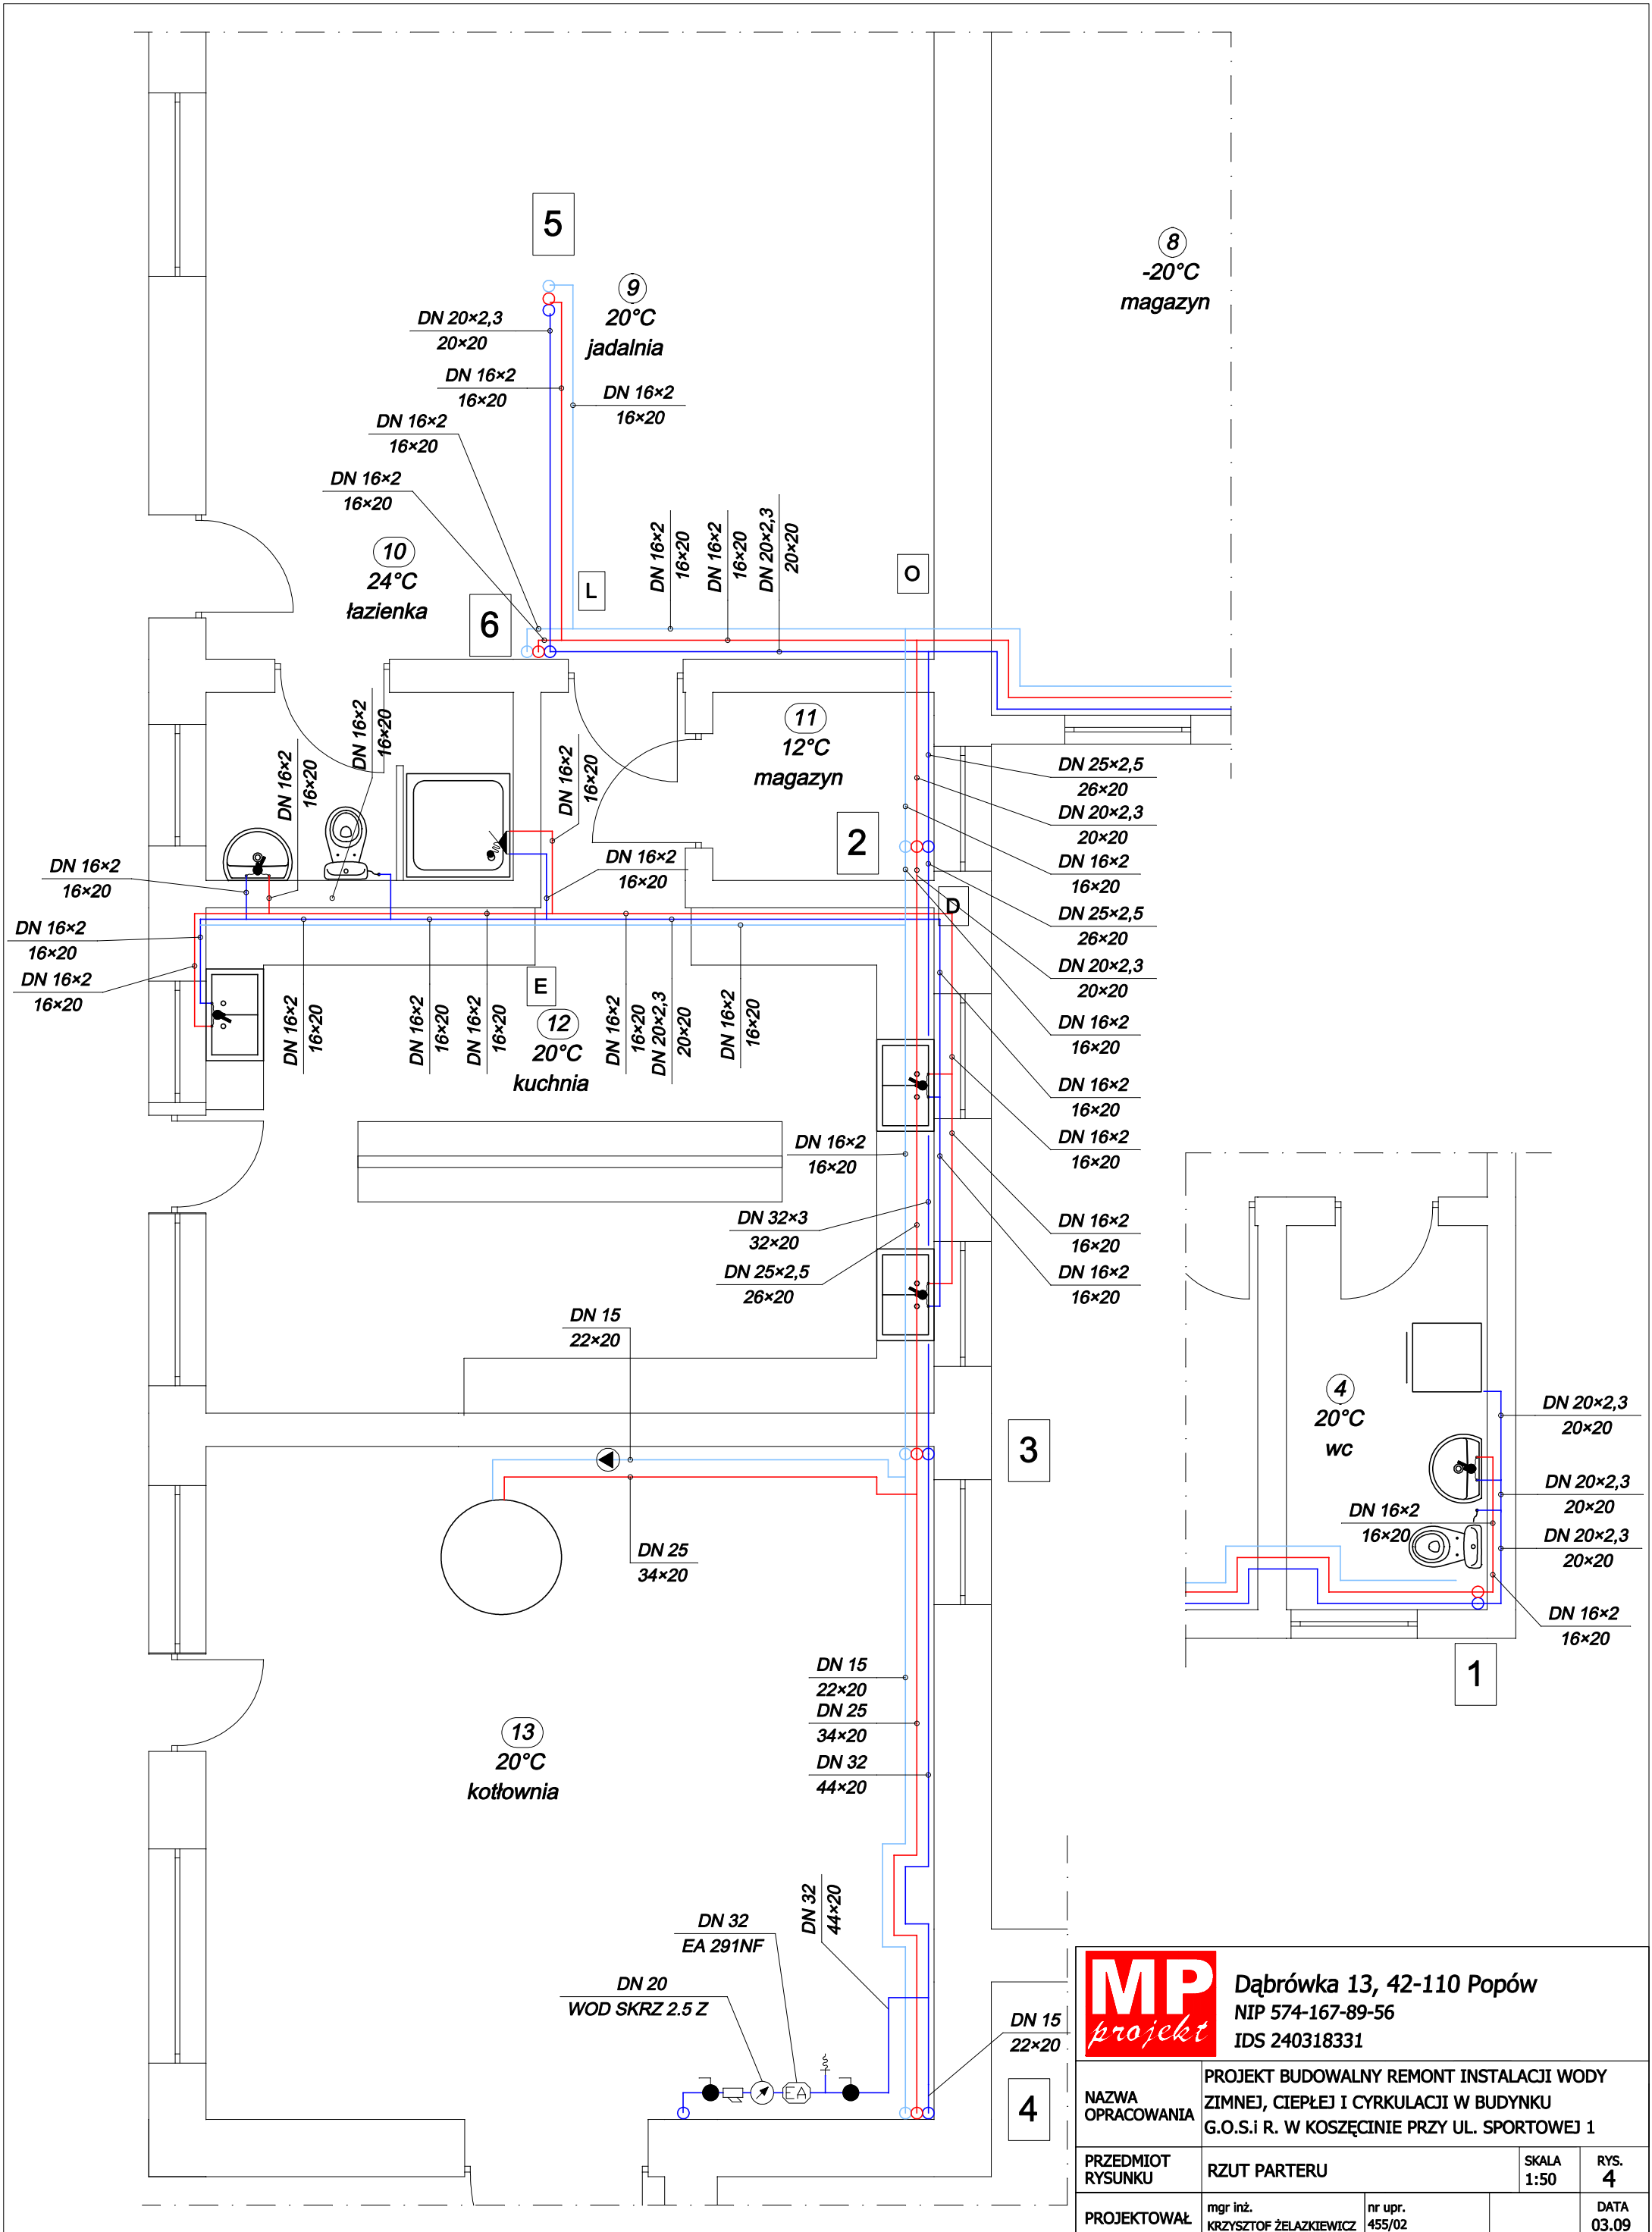 5
9
20°C
jadalnia
8
-20°C
magazyn
DN 20×2,3
20×20
DN 16×2
16×20
DN 16×2
16×20
DN 16×2
16×20
DN 16×2
16×20
10
24°C
łazienka
6
L
DN 16×2
16×20
DN 16×2
16×20
DN 20×2,3
20×20
O
11
12°C
magazyn
2
DN 16×2
16×20
DN 16×2
16×20
DN 16×2
16×20
DN 16×2
16×20
DN 16×2
16×20
DN 16×2
16×20
DN 16×2
16×20
D
DN 25×2,5
26×20
DN 20×2,3
20×20
DN 16×2
16×20
DN 25×2,5
26×20
DN 20×2,3
20×20
DN 16×2
16×20
DN 16×2
16×20
DN 16×2
16×20
DN 16×2
16×20
DN 16×2
16×20
DN 16×2
16×20
DN 16×2
16×20
DN 16×2
16×20
DN 16×2
16×20
DN 20×2,3
20×20
DN 16×2
16×20
E
12
20°C
kuchnia
DN 16×2
16×20
DN 32×3
32×20
DN 25×2,5
26×20
DN 15
22×20
DN 25
34×20
3
4
20°C
wc
DN 20×2,3
20×20
DN 20×2,3
20×20
DN 16×2
16×20
DN 20×2,3
20×20
DN 16×2
16×20
1
13
20°C
kotłownia
DN 15
22×20
DN 25
34×20
DN 32
44×20
DN 32
44×20
DN 32
EA 291NF
DN 20
WOD SKRZ 2.5 Z
EA
DN 15
22×20
4
MP
projekt
Dąbrówka 13, 42-110 Popów
NIP 574-167-89-56
IDS 240318331
NAZWA
OPRACOWANIA
PROJEKT BUDOWALNY REMONT INSTALACJI WODY
ZIMNEJ, CIEPŁEJ I CYRKULACJI W BUDYNKU
G.O.S.i R. W KOSZĘCINIE PRZY UL. SPORTOWEJ 1
PRZEDMIOT
RYSUNKU
RZUT PARTERU
SKALA
1:50
RYS.
4
PROJEKTOWAŁ
mgr inż.
KRZYSZTOF ŻELAZKIEWICZ
nr upr.
455/02
DATA
03.09